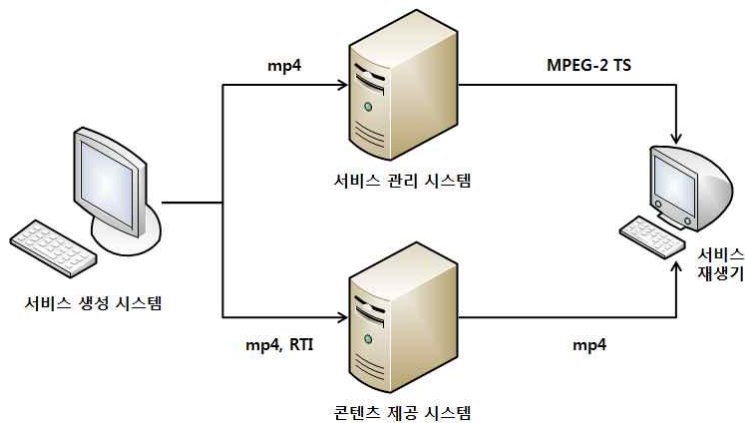 mp4
MPEG-2 TS
서비스 관리 시스템
서비스 생성 시스템
서비스
재생기
mp4, RTI
mp4
콘텐츠 제공 시스템